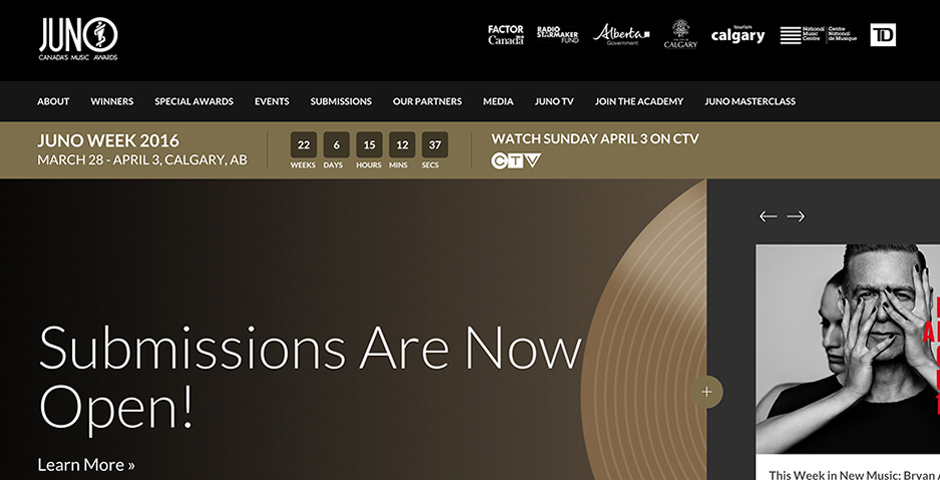 JUNO
CANADA'S MUSIC AWARDS
FACTOR
Canada
RADIO
STARMAKER
FUND
Alberta
Government
THE CITY OF
CALGARY
tourism
calgary
National
Music
Centre
Centre
National
de Musique
TD
ABOUT WINNERS SPECIAL AWARDS EVENTS SUBMISSIONS OUR PARTNERS MEDIA JUNO TV JOIN THE ACADEMY JUNO MASTERCLASS
JUNO WEEK 2016
MARCH 28 - APRIL 3, CALGARY, AB
22 6 15 12 37
WEEKS DAYS HOURS MINS SECS
WATCH SUNDAY APRIL 3 ON CTV
CTV
Submissions Are Now
Open!
Learn More »
This Week in New Music: Bryan A